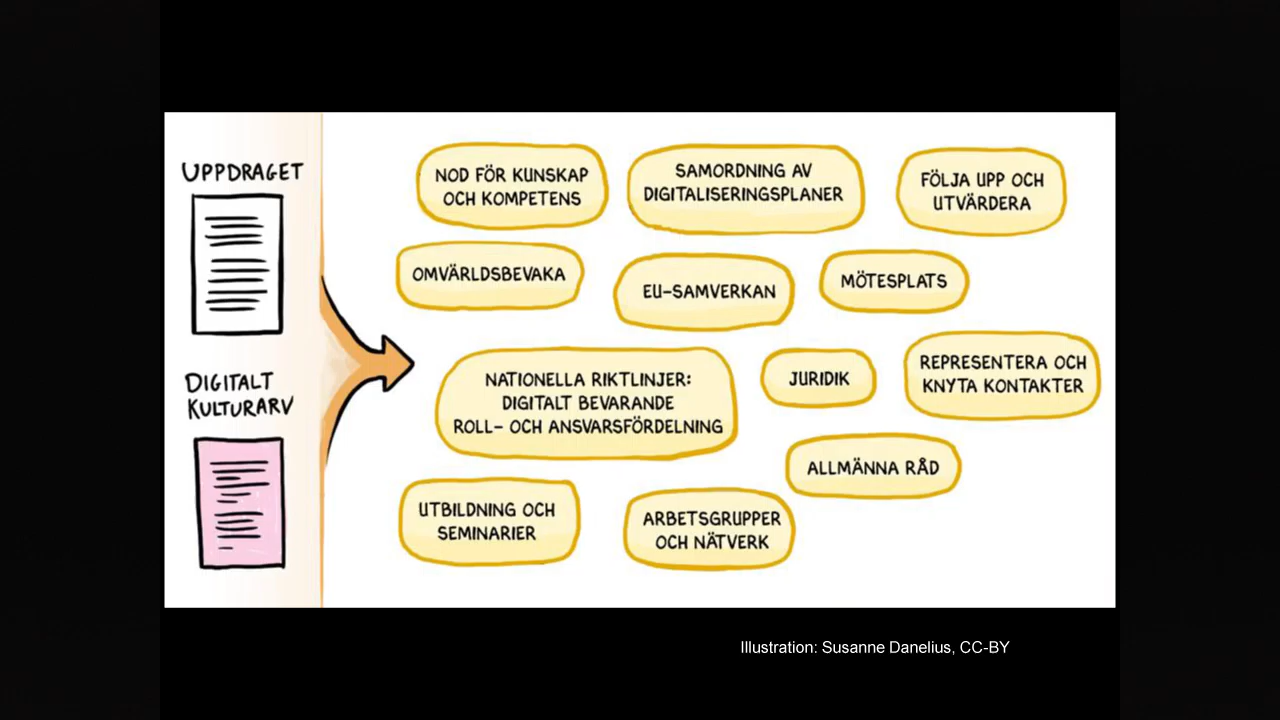 UPPDRAGET
DIGITALT
KULTURARV
NOD FÖR KUNSKAP
OCH KOMPETENS
SAMORDNING AV
DIGITALISERINGSPLANER
FÖLJA UPP OCH
UTVÄRDERA
OMVÄRLDSBEVAKA
EU-SAMVERKAN
MÖTESPLATS
NATIONELLA RIKTLINJER:
DIGITALT BEVARANDE
ROLL- OCH ANSVARSFÖRDELNING
JURIDIK
REPRESENTERA OCH
KNYTA KONTAKTER
ALLMÄNNA RÅD
UTBILDNING OCH
SEMINARIER
ARBETSGRUPPER
OCH NÄTVERK
Illustration: Susanne Danelius, CC-BY